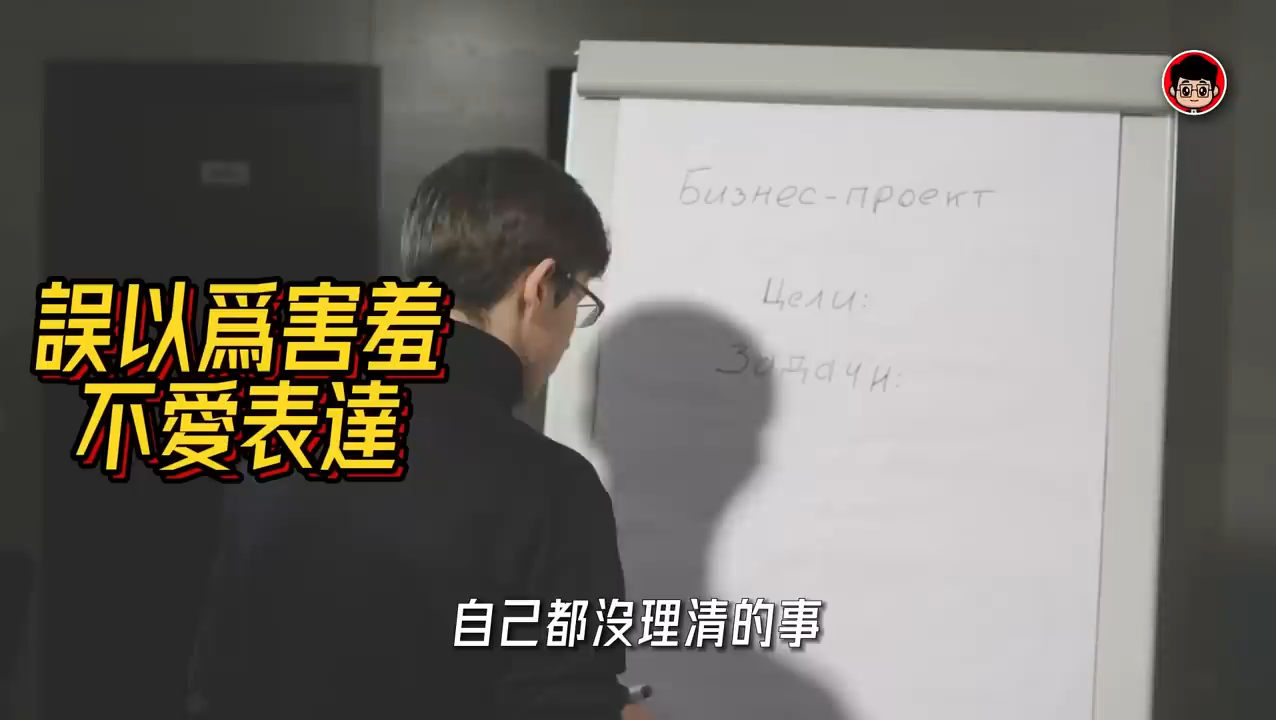 Бизнес-проект
Цели:
Задачи:
誤以爲害羞
不愛表達
自己都沒理清的事